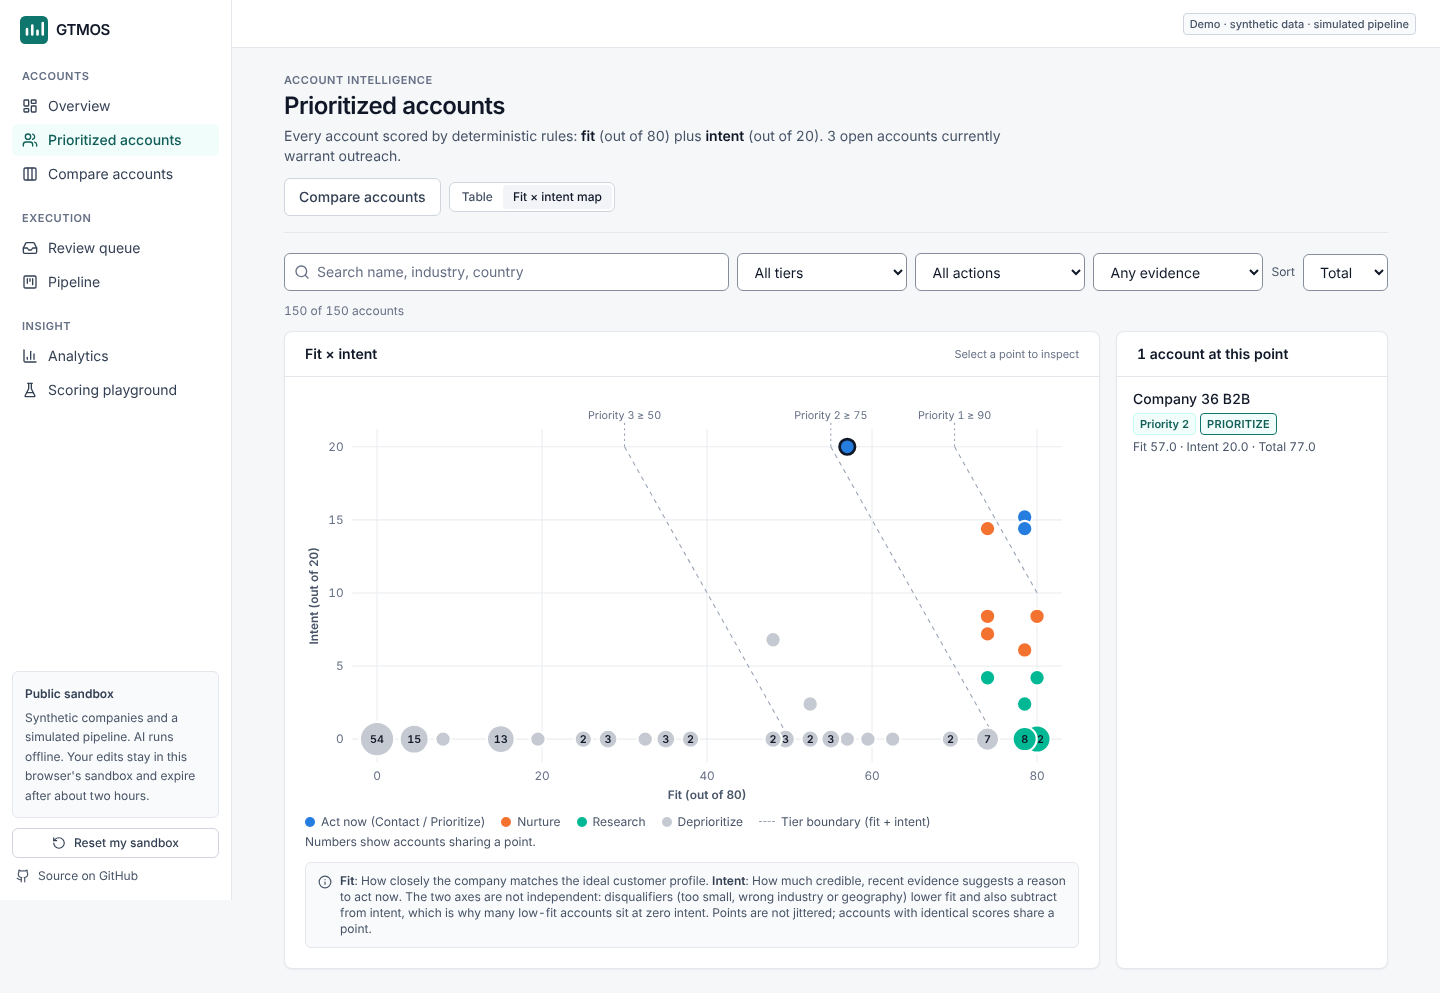 GTMOS
Demo · synthetic data · simulated pipeline
ACCOUNTS
Overview
Prioritized accounts
Compare accounts
EXECUTION
Review queue
Pipeline
INSIGHT
Analytics
Scoring playground
Public sandbox
Synthetic companies and a
simulated pipeline. AI runs
offline. Your edits stay in this
browser's sandbox and expire
after about two hours.
Reset my sandbox
Source on GitHub
ACCOUNT INTELLIGENCE
Prioritized accounts
Every account scored by deterministic rules: fit (out of 80) plus intent (out of 20). 3 open accounts currently
warrant outreach.
Compare accounts
Table
Fit × intent map
Search name, industry, country
All tiers
All actions
Any evidence
Sort
Total
150 of 150 accounts
Fit × intent
Select a point to inspect
Priority 3 ≥ 50
Priority 2 ≥ 75
Priority 1 ≥ 90
20
15
10
5
0
Intent (out of 20)
54
15
13
2
3
3
2
2
3
2
3
2
7
8
2
0
20
40
60
80
Fit (out of 80)
Act now (Contact / Prioritize)
Nurture
Research
Deprioritize
Tier boundary (fit + intent)
Numbers show accounts sharing a point.
Fit: How closely the company matches the ideal customer profile. Intent: How much credible, recent evidence suggests a reason
to act now. The two axes are not independent: disqualifiers (too small, wrong industry or geography) lower fit and also subtract
from intent, which is why many low-fit accounts sit at zero intent. Points are not jittered; accounts with identical scores share a
point.
1 account at this point
Company 36 B2B
Priority 2
PRIORITIZE
Fit 57.0 · Intent 20.0 · Total 77.0